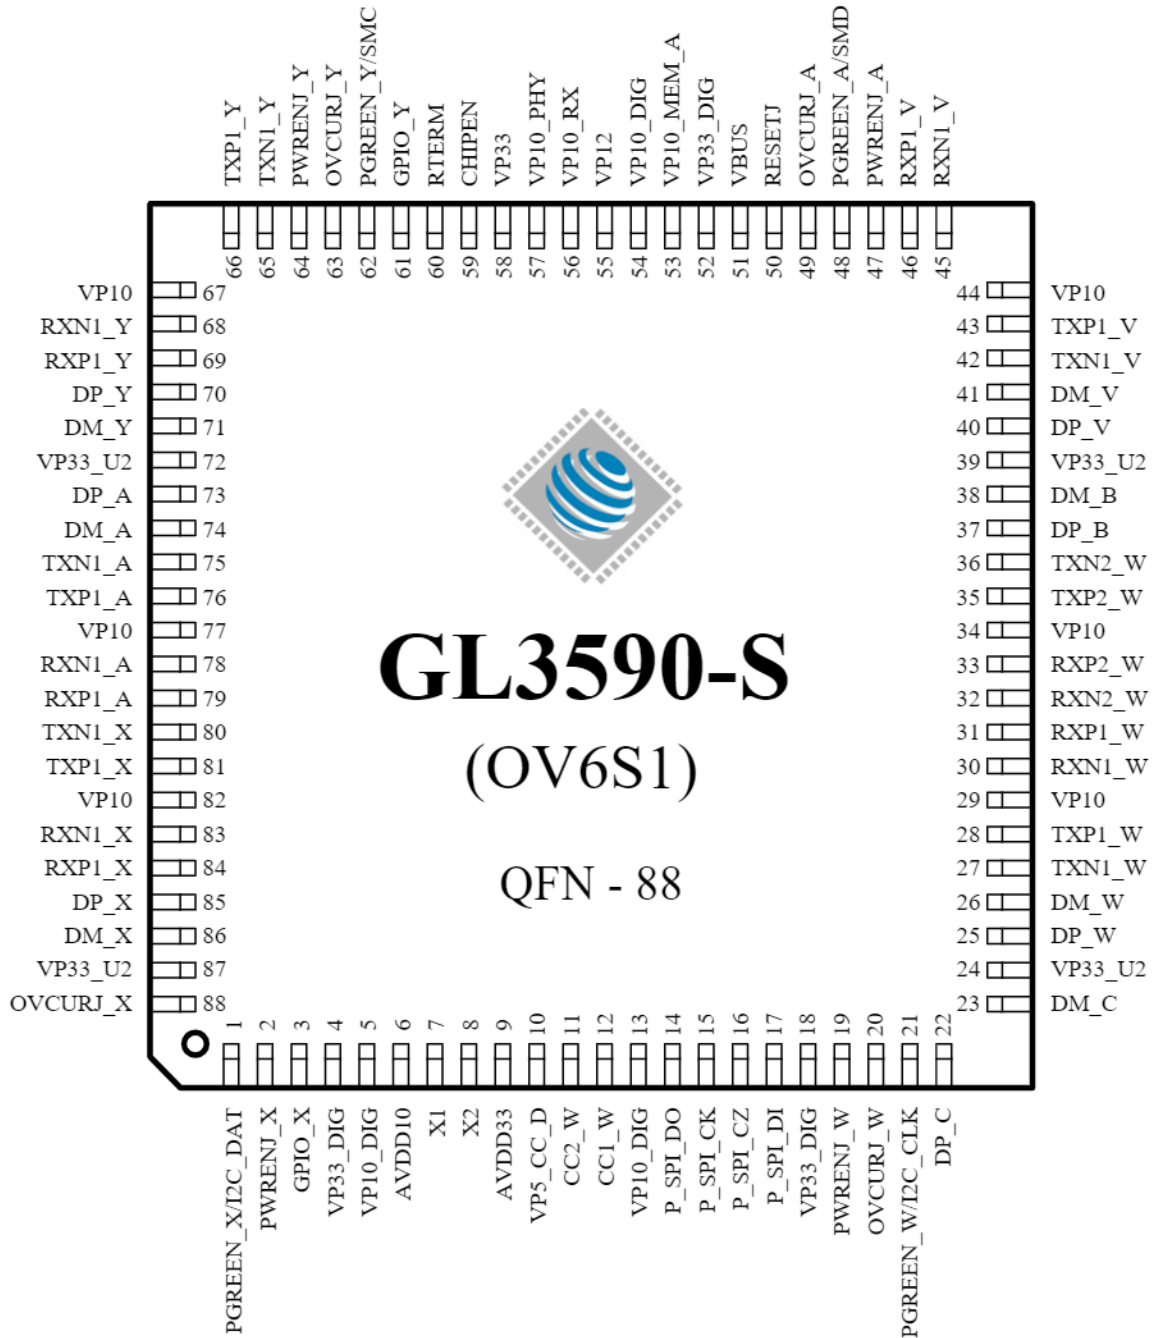 TXP1_Y
TXN1_Y
PWRENJ_Y
OVCURJ_Y
PGREEN_Y/SMC
GPIO_Y
RTERM
CHIPEN
VP33
VP10_PHY
VP10_RX
VP12
VP10_DIG
VP10_MEM_A
VP33_DIG
VBUS
RESETJ
OVCURJ_A
PGREEN_A/SMD
PWRENJ_A
RXP1_V
RXN1_V
66 65 64 63 62 61 60 59 58 57 56 55 54 53 52 51 50 49 48 47 46 45
VP10 67
RXN1_Y 68
RXP1_Y 69
DP_Y 70
DM_Y 71
VP33_U2 72
DP_A 73
DM_A 74
TXN1_A 75
TXP1_A 76
VP10 77
RXN1_A 78
RXP1_A 79
TXN1_X 80
TXP1_X 81
VP10 82
RXN1_X 83
RXP1_X 84
DP_X 85
DM_X 86
VP33_U2 87
OVCURJ_X 88
GL3590-S
(OV6S1)
QFN - 88
44 VP10
43 TXP1_V
42 TXN1_V
41 DM_V
40 DP_V
39 VP33_U2
38 DM_B
37 DP_B
36 TXN2_W
35 TXP2_W
34 VP10
33 RXP2_W
32 RXN2_W
31 RXP1_W
30 RXN1_W
29 VP10
28 TXP1_W
27 TXN1_W
26 DM_W
25 DP_W
24 VP33_U2
23 DM_C
1 2 3 4 5 6 7 8 9 10 11 12 13 14 15 16 17 18 19 20 21 22
PGREEN_X/I2C_DAT
PWRENJ_X
GPIO_X
VP33_DIG
VP10_DIG
AVDD10
X1
X2
AVDD33
VP5_CC_D
CC2_W
CC1_W
VP10_DIG
P_SPI_DO
P_SPI_CK
P_SPI_CZ
P_SPI_DI
VP33_DIG
PWRENJ_W
OVCURJ_W
PGREEN_W/I2C_CLK
DP_C